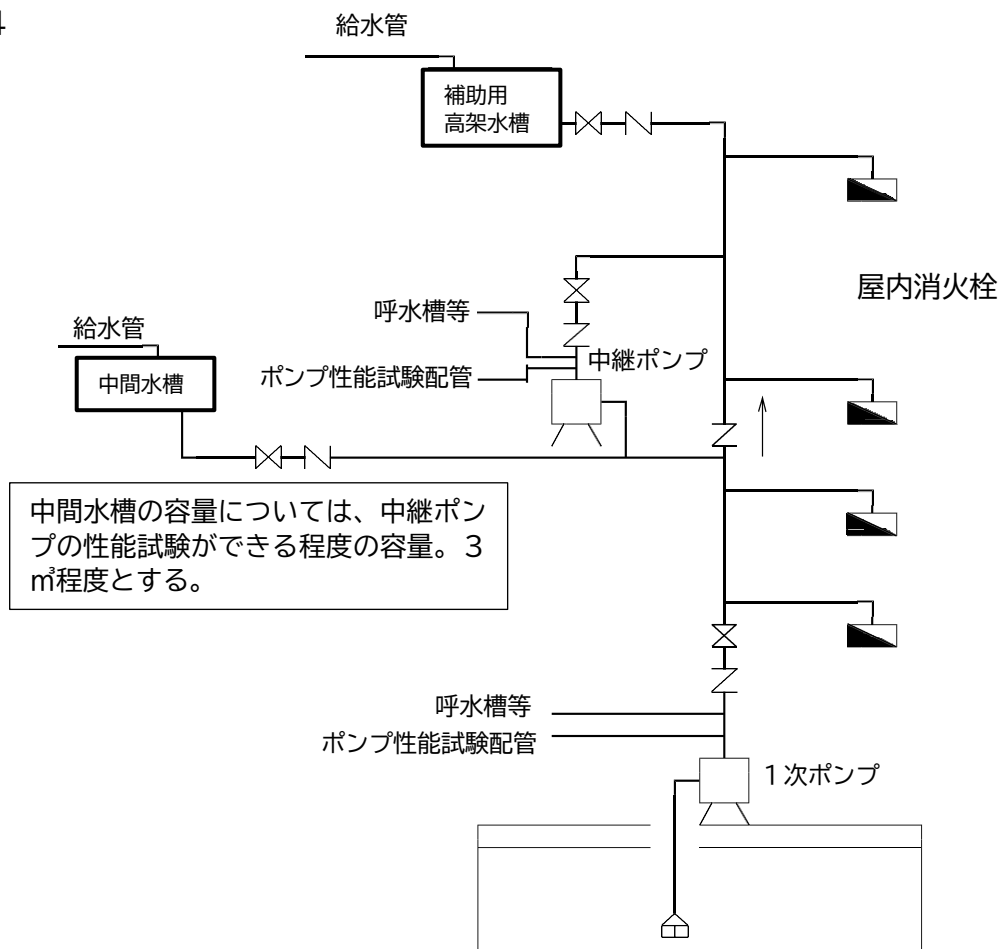 給水管
補助用
高架水槽
屋内消火栓
呼水槽等
中継ポンプ
ポンプ性能試験配管
給水管
中間水槽
中間水槽の容量については、中継ポン
プの性能試験ができる程度の容量。3
㎥程度とする。
呼水槽等
ポンプ性能試験配管
1次ポンプ